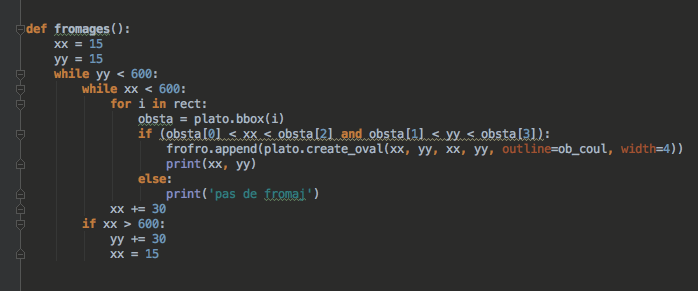 def fromages():
    xx = 15
    yy = 15
    while yy < 600:
        while xx < 600:
            for i in rect:
                obsta = plato.bbox(i)
                if (obsta[0] < xx < obsta[2] and obsta[1] < yy < obsta[3]):
                    frofro.append(plato.create_oval(xx, yy, xx, yy, outline=ob_coul, width=4))
                    print(xx, yy)
                else:
                    print('pas de fromaj')
            xx += 30
        if xx > 600:
            yy += 30
            xx = 15